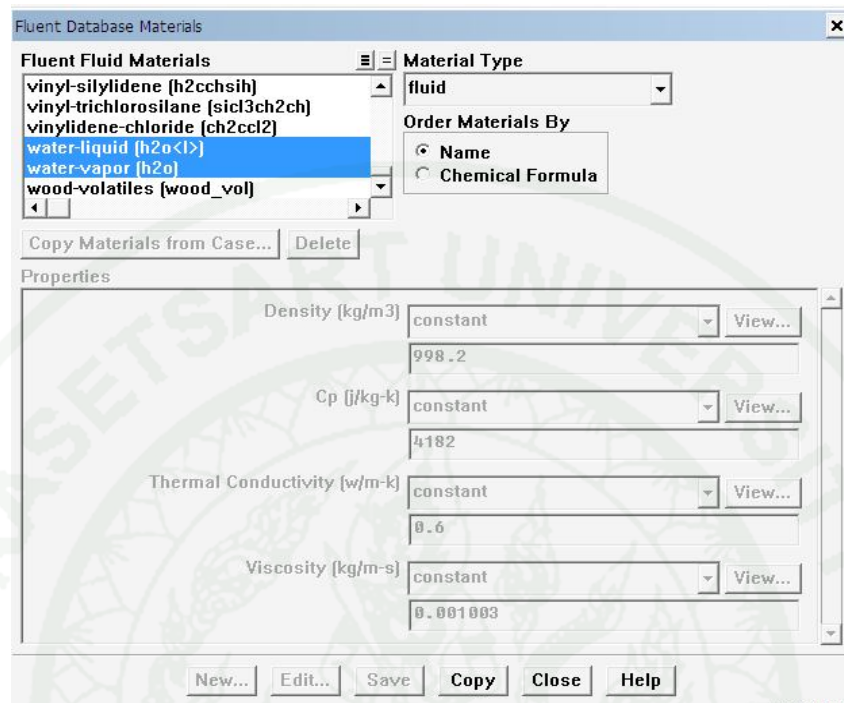 Fluent Database Materials
Fluent Fluid Materials
vinyl-silylidene (h2cchsih)
vinyl-trichlorosilane (sicl3ch2ch)
vinylidene-chloride (ch2ccl2)
water-liquid (h2o<l>)
water-vapor (h2o)
wood-volatiles (wood_vol)
Material Type
fluid
Order Materials By
Name
Chemical Formula
Copy Materials from Case... Delete
Properties
Density (kg/m3) constant View...
998.2
Cp (j/kg-k) constant View...
4182
Thermal Conductivity (w/m-k) constant View...
0.6
Viscosity (kg/m-s) constant View...
0.001003
New... Edit... Save Copy Close Help
KASETSART UNIVERSITY